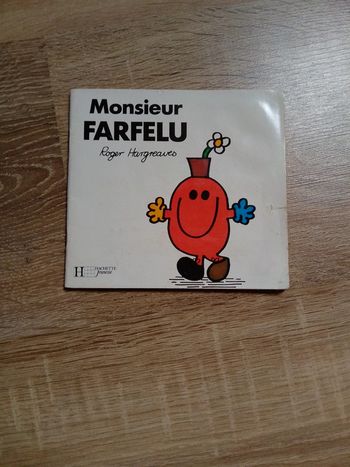 Monsieur
FARFELU
Roger Hargreaves
H HACHETTE
Jeunesse